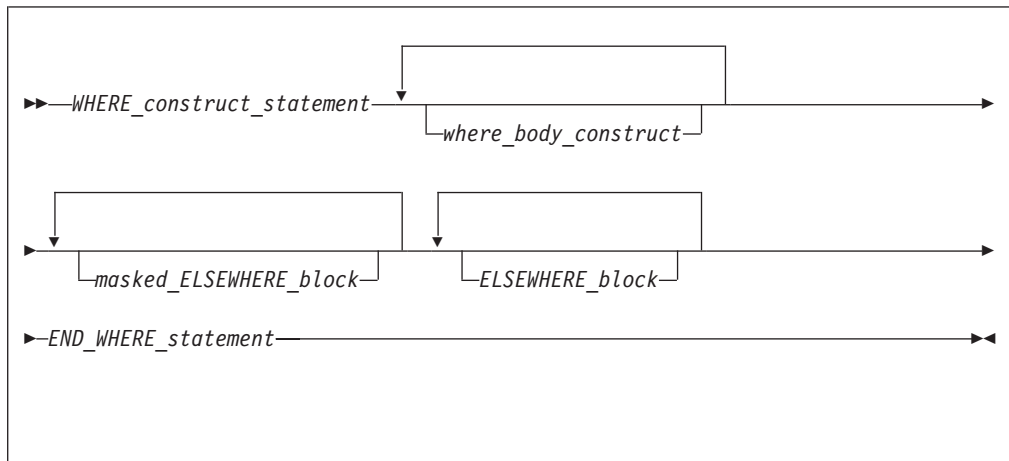 WHERE_construct_statement
where_body_construct
masked_ELSEWHERE_block
ELSEWHERE_block
END_WHERE_statement